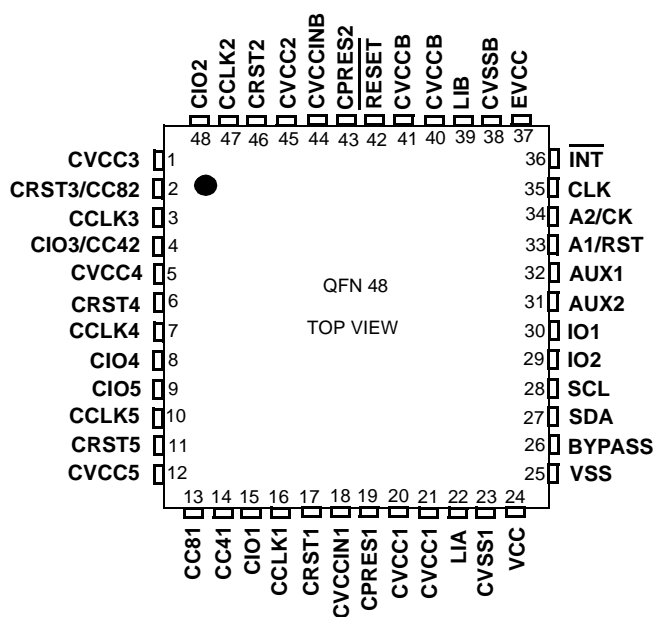 CIO2
CCLK2
CRST2
CVCC2
CVCCINB
CPRES2
RESET
CVCCB
CVCCB
LIB
CVSSB
EVCC
48 47 46 45 44 43 42 41 40 39 38 37
CVCC3 1
CRST3/CC82 2
CCLK3 3
CIO3/CC42 4
CVCC4 5
CRST4 6
CCLK4 7
CIO4 8
CIO5 9
CCLK5 10
CRST5 11
CVCC5 12
QFN 48
TOP VIEW
36 INT
35 CLK
34 A2/CK
33 A1/RST
32 AUX1
31 AUX2
30 IO1
29 IO2
28 SCL
27 SDA
26 BYPASS
25 VSS
13 14 15 16 17 18 19 20 21 22 23 24
CC81
CC41
CIO1
CCLK1
CRST1
CVCCIN1
CPRES1
CVCC1
CVCC1
LIA
CVSS1
VCC